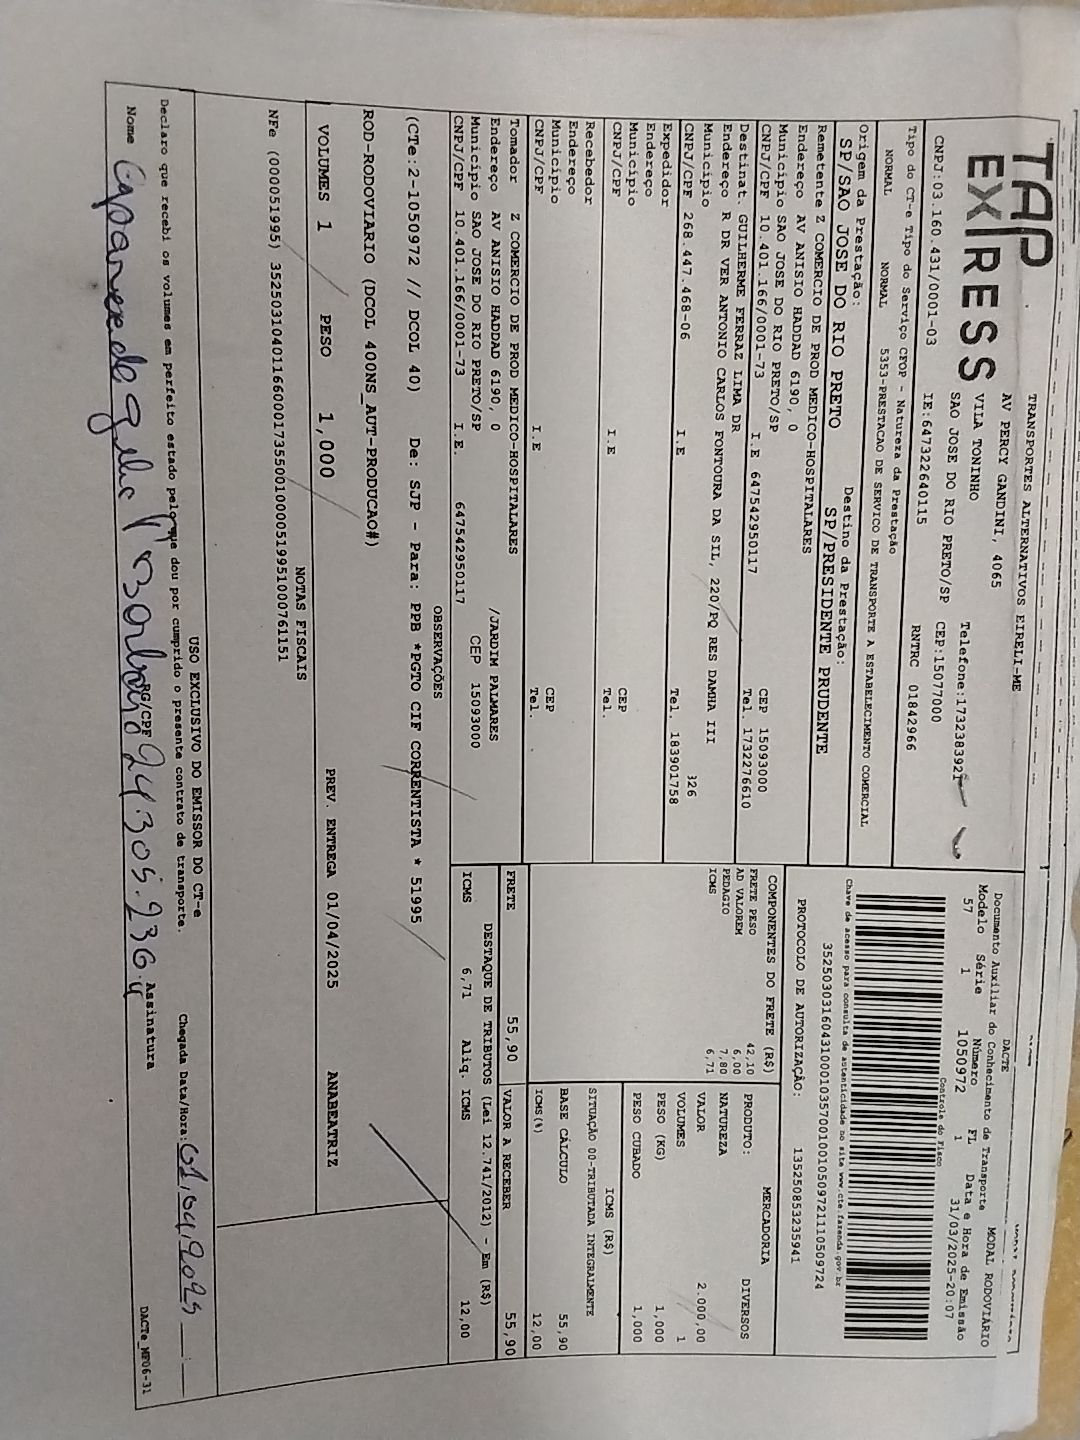 TAP
EXPRESS
TRANSPORTES ALTERNATIVOS EIRELI-ME
AV PERCY GANDINI, 4065
VILA TONINHO
SAO JOSE DO RIO PRETO/SP CEP:15077000
Telefone:1732383921
CNPJ:03.160.431/0001-03 IE:647322640115 RNTRC 01842966
DACTE
Documento Auxiliar do Conhecimento de Transporte MODAL RODOVIÁRIO
Modelo Série Número FL Data e Hora de Emissão
57 1 1050972 1 31/03/2025-20:07
Controle do Fisco
Chave de acesso para consulta de autenticidade no site www.cte.fazenda.gov.br
PROTOCOLO DE AUTORIZAÇÃO: 135250853235941
Tipo do CT-e Tipo do Serviço CFOP - Natureza da Prestação
NORMAL NORMAL 5353-PRESTACAO DE SERVICO DE TRANSPORTE A ESTABELECIMENTO COMERCIAL
Origem da Prestação: Destino da Prestação:
SP/SAO JOSE DO RIO PRETO SP/PRESIDENTE PRUDENTE
Remetente Z COMERCIO DE PROD MEDICO-HOSPITALARES
Endereço AV ANISIO HADDAD 6190, 0
Município SAO JOSE DO RIO PRETO/SP CEP 15093000
CNPJ/CPF 10.401.166/0001-73 I.E 647542950117 Tel. 1732276610
Destinat. GUILHERME FERRAZ LIMA DR
Endereço R DR VER ANTONIO CARLOS FONTOURA DA SIL, 220/PQ RES DAMHA III
Município
CNPJ/CPF 268.447.468-06 I.E Tel. 183901758
Expedidor
Endereço
Município CEP
CNPJ/CPF I.E Tel.
Recebedor
Endereço
Município CEP
CNPJ/CPF I.E Tel.
Tomador Z COMERCIO DE PROD MEDICO-HOSPITALARES
Endereço AV ANISIO HADDAD 6190, 0 /JARDIM PALMARES
Município SAO JOSE DO RIO PRETO/SP CEP 15093000
CNPJ/CPF 10.401.166/0001-73 I.E. 647542950117
COMPONENTES DO FRETE (R$)
FRETE PESO 42,10
AD VALOREM 6,00
PEDAGIO 7,80
ICMS 6,71
MERCADORIA
PRODUTO: DIVERSOS
NATUREZA
VALOR 2.000,00
VOLUMES 1
PESO (KG) 1,000
PESO CUBADO 1,000
ICMS (R$)
SITUAÇÃO 00-TRIBUTADA INTEGRALMENTE
BASE CÁLCULO 55,90
ICMS (%) 12,00
FRETE 55,90 VALOR A RECEBER 55,90
DESTAQUE DE TRIBUTOS (Lei 12.741/2012) - Em (R$)
ICMS 6,71 Aliq. ICMS 12,00
OBSERVAÇÕES
(CTe:2-1050972 // DCOL 40) De: SJP - Para: PPB *PGTO CIF CORRENTISTA * 51995
ROD-RODOVIARIO (DCOL 400NS_AUT-PRODUCAO#)
VOLUMES 1 PESO 1,000 PREV. ENTREGA 01/04/2025 ANABEATRIZ
NOTAS FISCAIS
USO EXCLUSIVO DO EMISSOR DO CT-e
Declaro que recebi os volumes em perfeito estado pelo que dou por cumprido o presente contrato de transporte. Chegada Data/Hora: 01,04,2025
Nome RG/CPF 24.305.236.4 Assinatura
DACTe_MF06-31